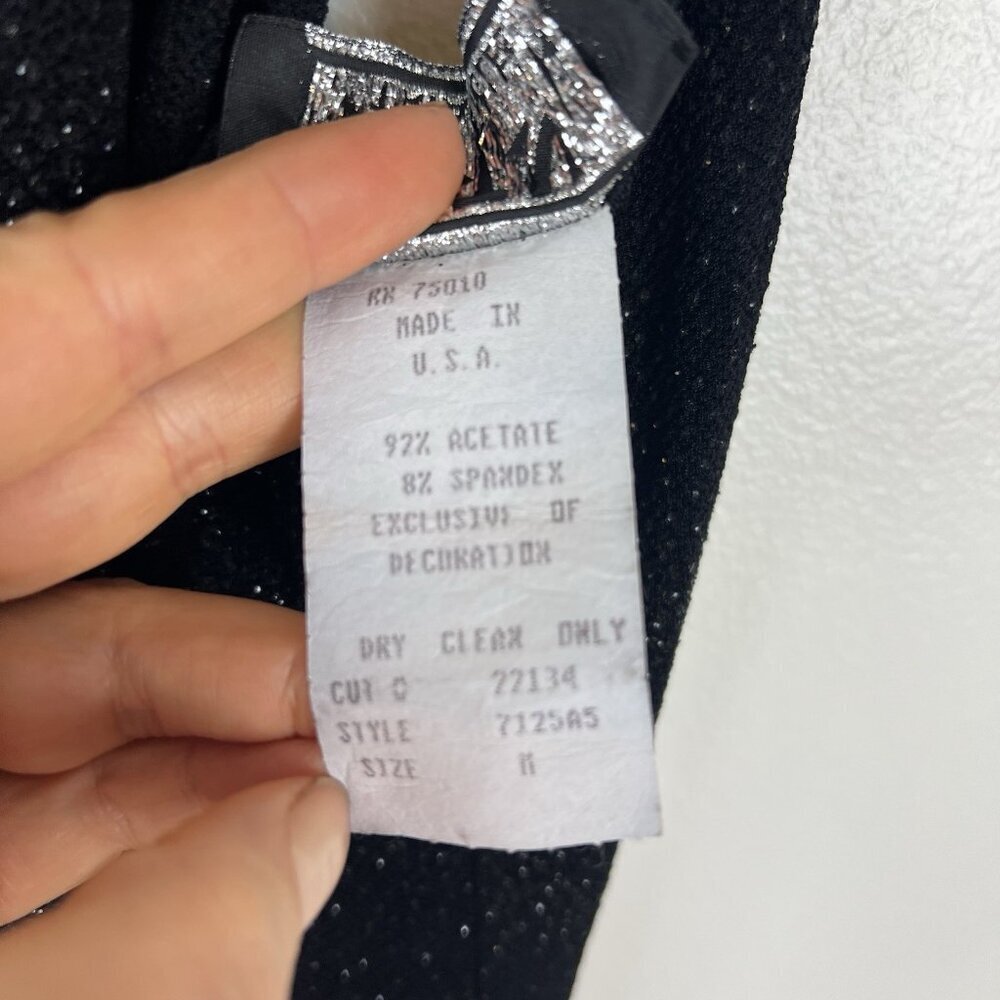 RN 75010
MADE IN
U.S.A.
92% ACETATE
8% SPANDEX
EXCLUSIVE OF
DECORATION
DRY CLEAN ONLY
CUT 22134
STYLE 7125A5
SIZE M